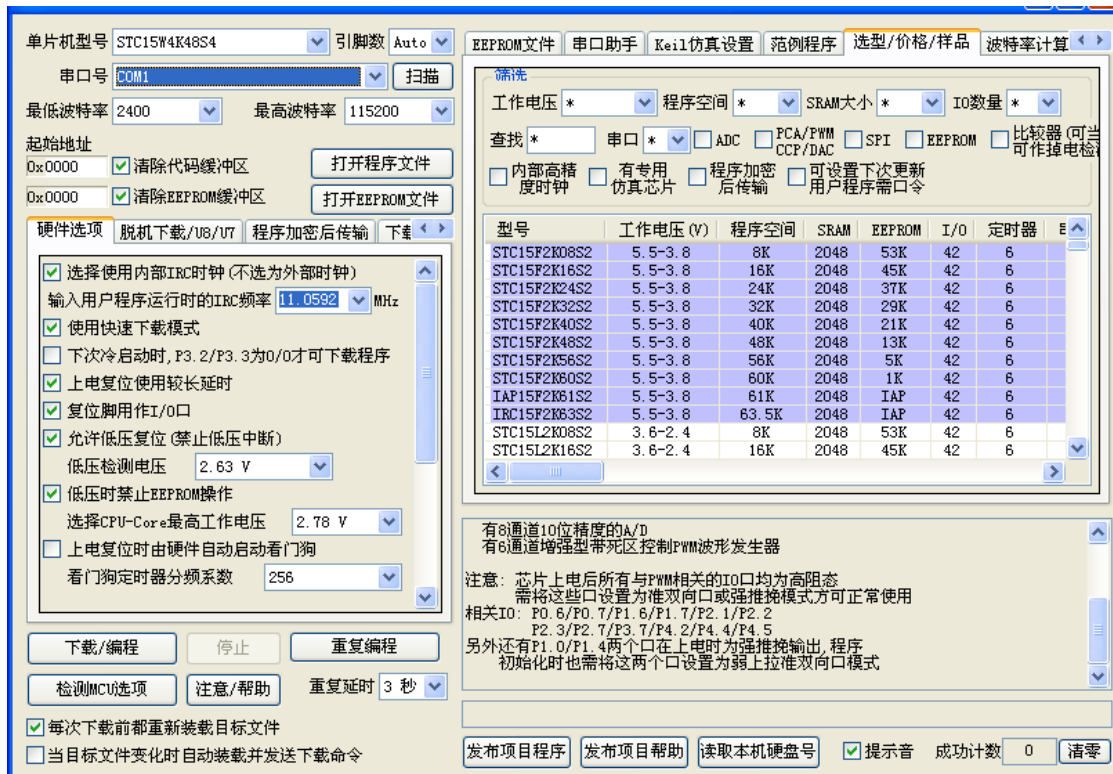 单片机型号 STC15W4K48S4 引脚数 Auto
串口号 COM1 扫描
最低波特率 2400 最高波特率 115200
起始地址
0x0000 清除代码缓冲区 打开程序文件
0x0000 清除EEPROM缓冲区 打开EEPROM文件
硬件选项 脱机下载/U8/U7 程序加密后传输
选择使用内部IRC时钟(不选为外部时钟)
输入用户程序运行时的IRC频率 11.0592 MHz
使用快速下载模式
下次冷启动时,P3.2/P3.3为0/0才可下载程序
上电复位使用较长延时
复位脚用作I/O口
允许低压复位(禁止低压中断)
低压检测电压 2.63 V
低压时禁止EEPROM操作
选择CPU-Core最高工作电压 2.78 V
上电复位时由硬件自动启动看门狗
看门狗定时器分频系数 256
下载/编程 停止 重复编程
检测MCU选项 注意/帮助 重复延时 3 秒
每次下载前都重新装载目标文件
当目标文件变化时自动装载并发送下载命令
EEPROM文件 串口助手 Keil仿真设置 范例程序 选型/价格/样品 波特率计算
筛选
工作电压 * 程序空间 * SRAM大小 * IO数量 *
查找 * 串口 * ADC PCA/PWM CCP/DAC SPI EEPROM 比较器(可当 可作掉电检
内部高精度时钟 有专用仿真芯片 程序加密后传输 可设置下次更新用户程序需口令
型号 工作电压(V) 程序空间 SRAM EEPROM I/O 定时器
STC15F2K08S2 5.5-3.8 8K 2048 53K 42 6
STC15F2K16S2 5.5-3.8 16K 2048 45K 42 6
STC15F2K24S2 5.5-3.8 24K 2048 37K 42 6
STC15F2K32S2 5.5-3.8 32K 2048 29K 42 6
STC15F2K40S2 5.5-3.8 40K 2048 21K 42 6
STC15F2K48S2 5.5-3.8 48K 2048 13K 42 6
STC15F2K56S2 5.5-3.8 56K 2048 5K 42 6
STC15F2K60S2 5.5-3.8 60K 2048 1K 42 6
IAP15F2K61S2 5.5-3.8 61K 2048 IAP 42 6
IRC15F2K63S2 5.5-3.8 63.5K 2048 IAP 42 6
STC15L2K08S2 3.6-2.4 8K 2048 53K 42 6
STC15L2K16S2 3.6-2.4 16K 2048 45K 42 6
有8通道10位精度的A/D
有6通道增强型带死区控制PWM波形发生器
注意: 芯片上电后所有与PWM相关的IO口均为高阻态
需将这些口设置为准双向口或强推挽模式方可正常使用
相关IO: P0.6/P0.7/P1.6/P1.7/P2.1/P2.2
P2.3/P2.7/P3.7/P4.2/P4.4/P4.5
另外还有P1.0/P1.4两个口在上电时为强推挽输出,程序
初始化时也需将这两个口设置为弱上拉准双向口模式
发布项目程序 发布项目帮助 读取本机硬盘号 提示音 成功计数 0 清零